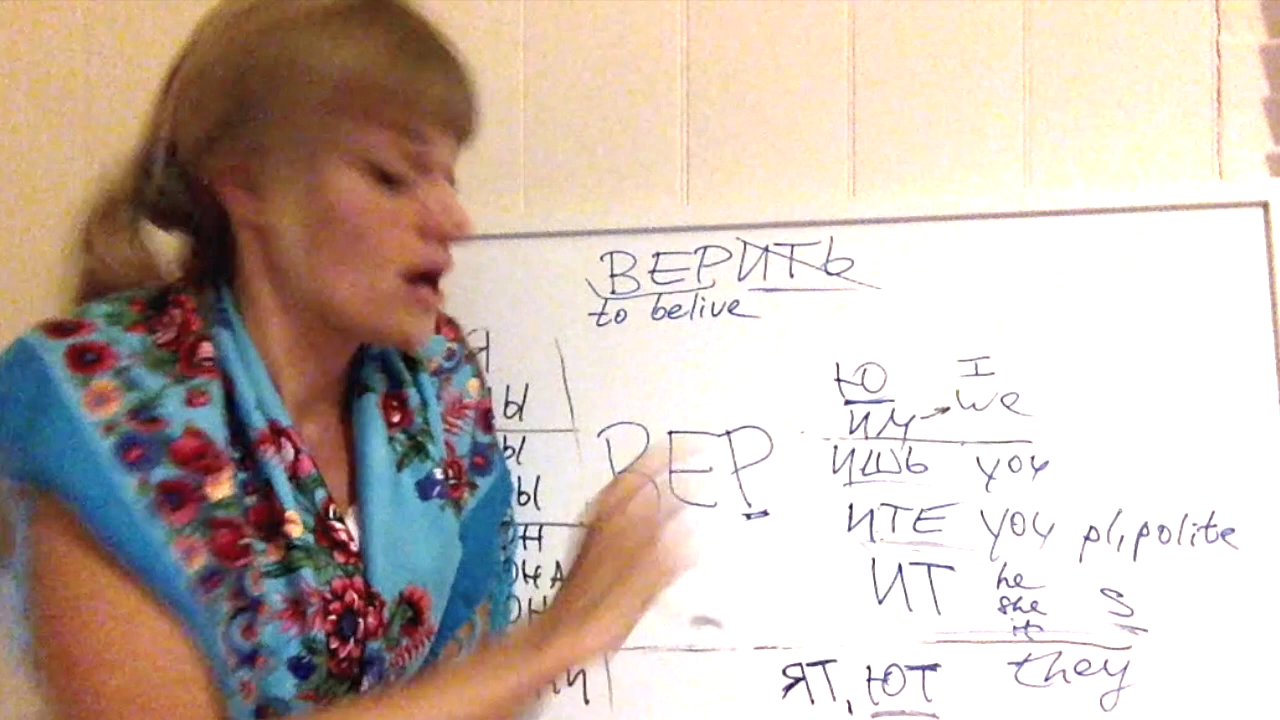 ВЕРИТЬ
to belive
Ю I
ИМ → we
ВЕР
ИШЬ you
ИТЕ you pl, polite
ИТ he she it S
ЯТ, ЮТ they